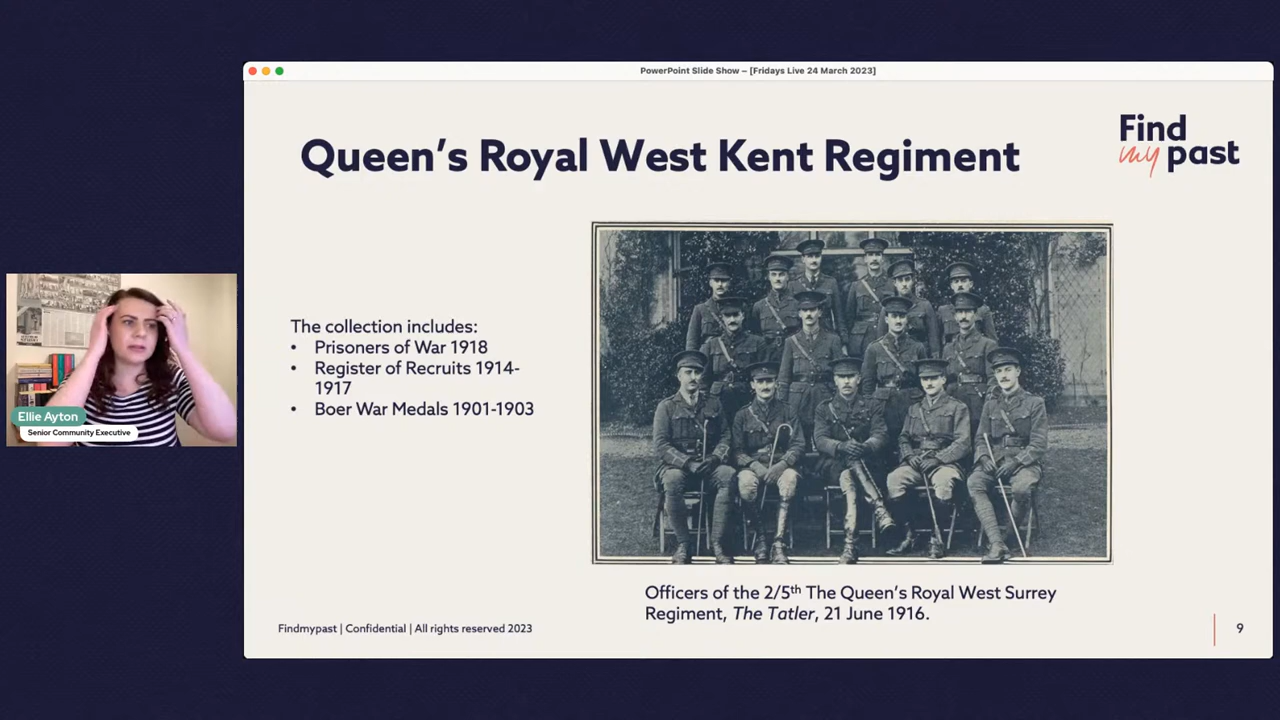 PowerPoint Slide Show – [Fridays Live 24 March 2023]
Queen’s Royal West Kent Regiment
Find
my past
The collection includes:
• Prisoners of War 1918
• Register of Recruits 1914-
1917
• Boer War Medals 1901-1903
Ellie Ayton
Senior Community Executive
Officers of the 2/5th The Queen’s Royal West Surrey
Regiment, The Tatler, 21 June 1916.
Findmypast | Confidential | All rights reserved 2023
9